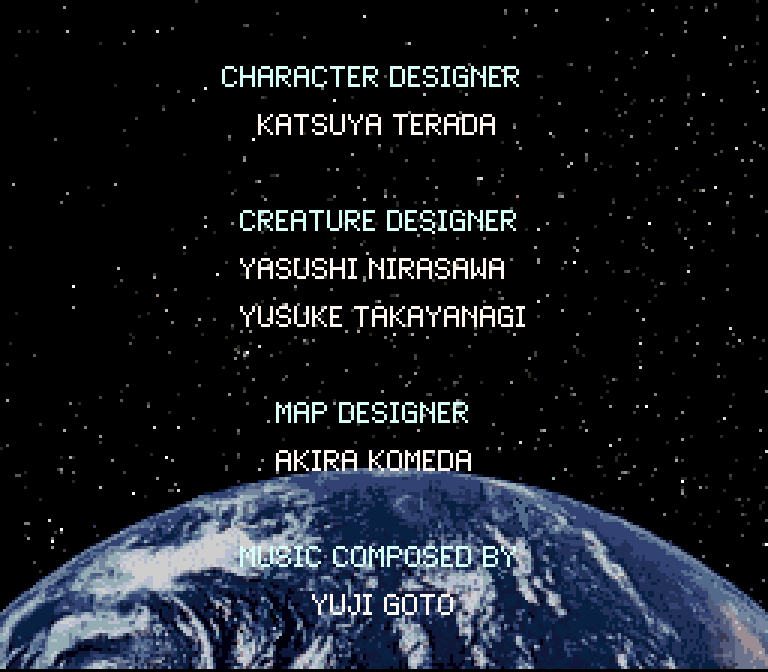 CHARACTER DESIGNER
KATSUYA TERADA
CREATURE DESIGNER
YASUSHI NIRASAWA
YUSUKE TAKAYANAGI
MAP DESIGNER
AKIRA KOMEDA
MUSIC COMPOSED BY
YUJI GOTO